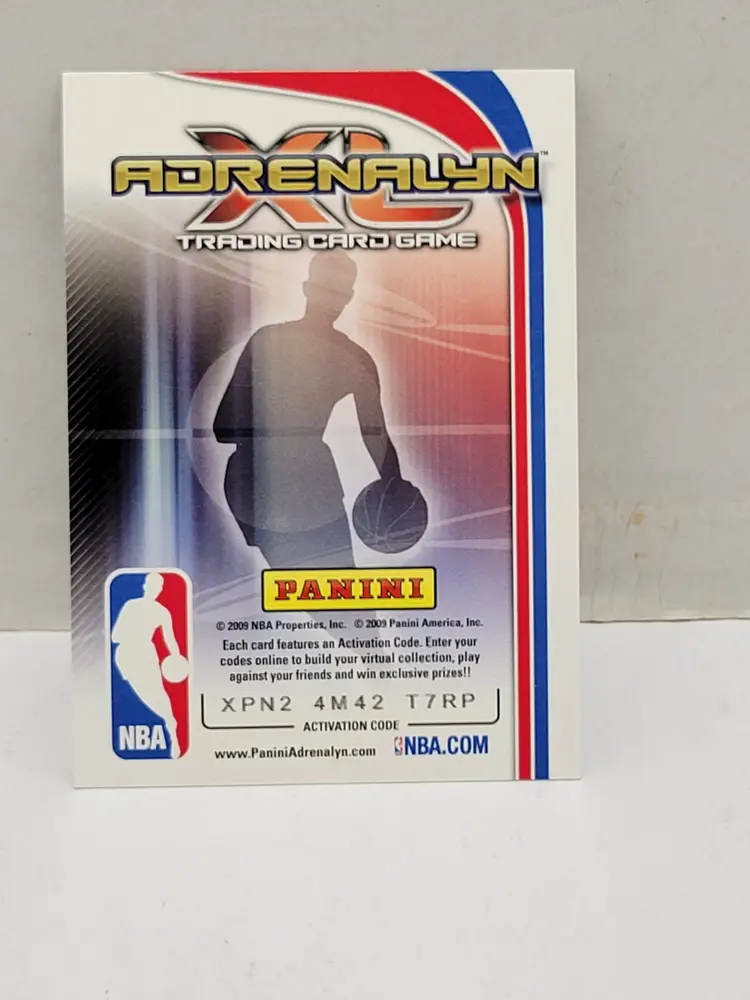 ADRENALYN™
XL
TRADING CARD GAME
PANINI
© 2009 NBA Properties, Inc. © 2009 Panini America, Inc.
Each card features an Activation Code. Enter your
codes online to build your virtual collection, play
against your friends and win exclusive prizes!!
XPN2 4M42 T7RP
ACTIVATION CODE
NBA
www.PaniniAdrenalyn.com NBA.COM